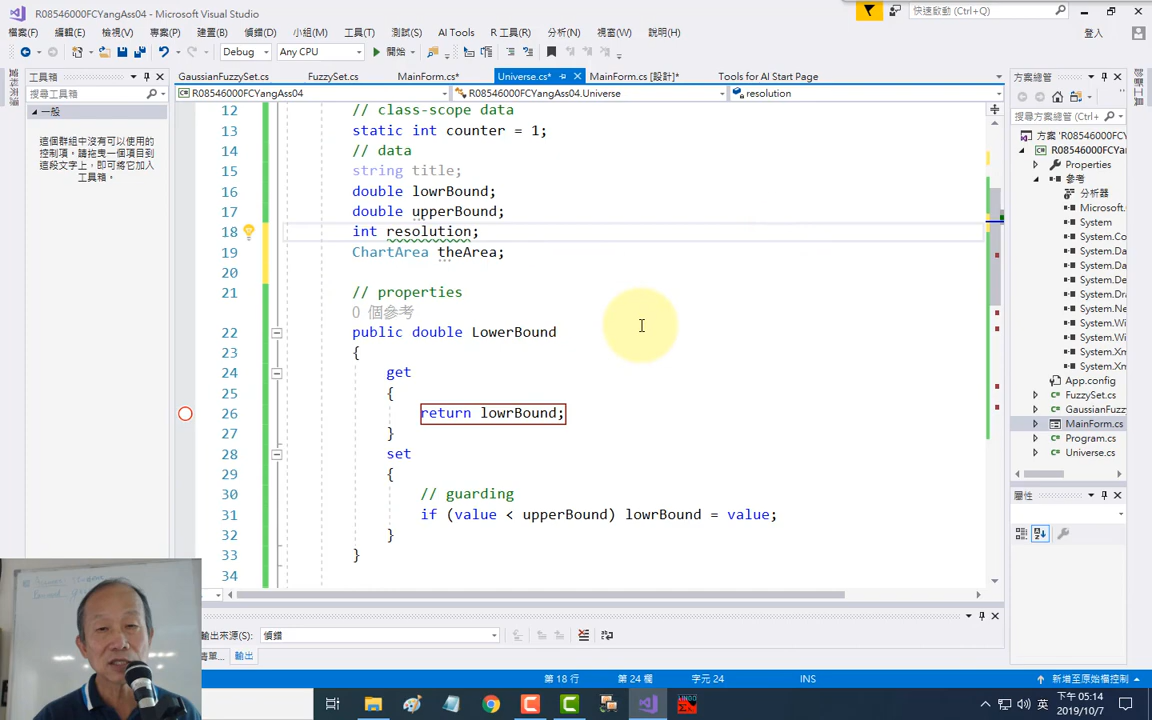 R08546000FCYangAss04 - Microsoft Visual Studio
快速啟動 (Ctrl+Q)
檔案(F) 編輯(E) 檢視(V) 專案(P) 建置(B) 偵錯(D) 小組(M) 工具(T) 測試(S) AI Tools R 工具(R) 分析(N) 視窗(W) 說明(H)
登入
Debug Any CPU 開始
工具箱
GaussianFuzzySet.cs FuzzySet.cs MainForm.cs* Universe.cs* MainForm.cs [設計]* Tools for AI Start Page
方案總管
搜尋工具箱
R08546000FCYangAss04 R08546000FCYangAss04.Universe resolution
一般
這個群組中沒有可以使用的
控制項。請拖曳一個項目到
這段文字上，即可將它加入
工具箱。
12 // class-scope data
13 static int counter = 1;
14 // data
15 string title;
16 double lowrBound;
17 double upperBound;
18 int resolution;
19 ChartArea theArea;
20
21 // properties
0 個參考
22 public double LowerBound
23 {
24 get
25 {
26 return lowrBound;
27 }
28 set
29 {
30 // guarding
31 if (value < upperBound) lowrBound = value;
32 }
33 }
34
搜尋方案總管 (Ctrl+
方案 'R08546000FCY
R08546000FCYan
Properties
參考
分析器
Microsoft.
System
System.Co
System.Da
System.Da
System.De
System.Dr
System.Ne
System.Wi
System.Wi
System.Xm
System.Xm
App.config
FuzzySet.cs
GaussianFuzz
MainForm.cs
Program.cs
Universe.cs
屬性
輸出來源(S): 偵錯
輸出
第 18 行 第 24 欄 字元 24 INS 新增至原始檔控制
LINDO
英
下午 05:14
2019/10/7